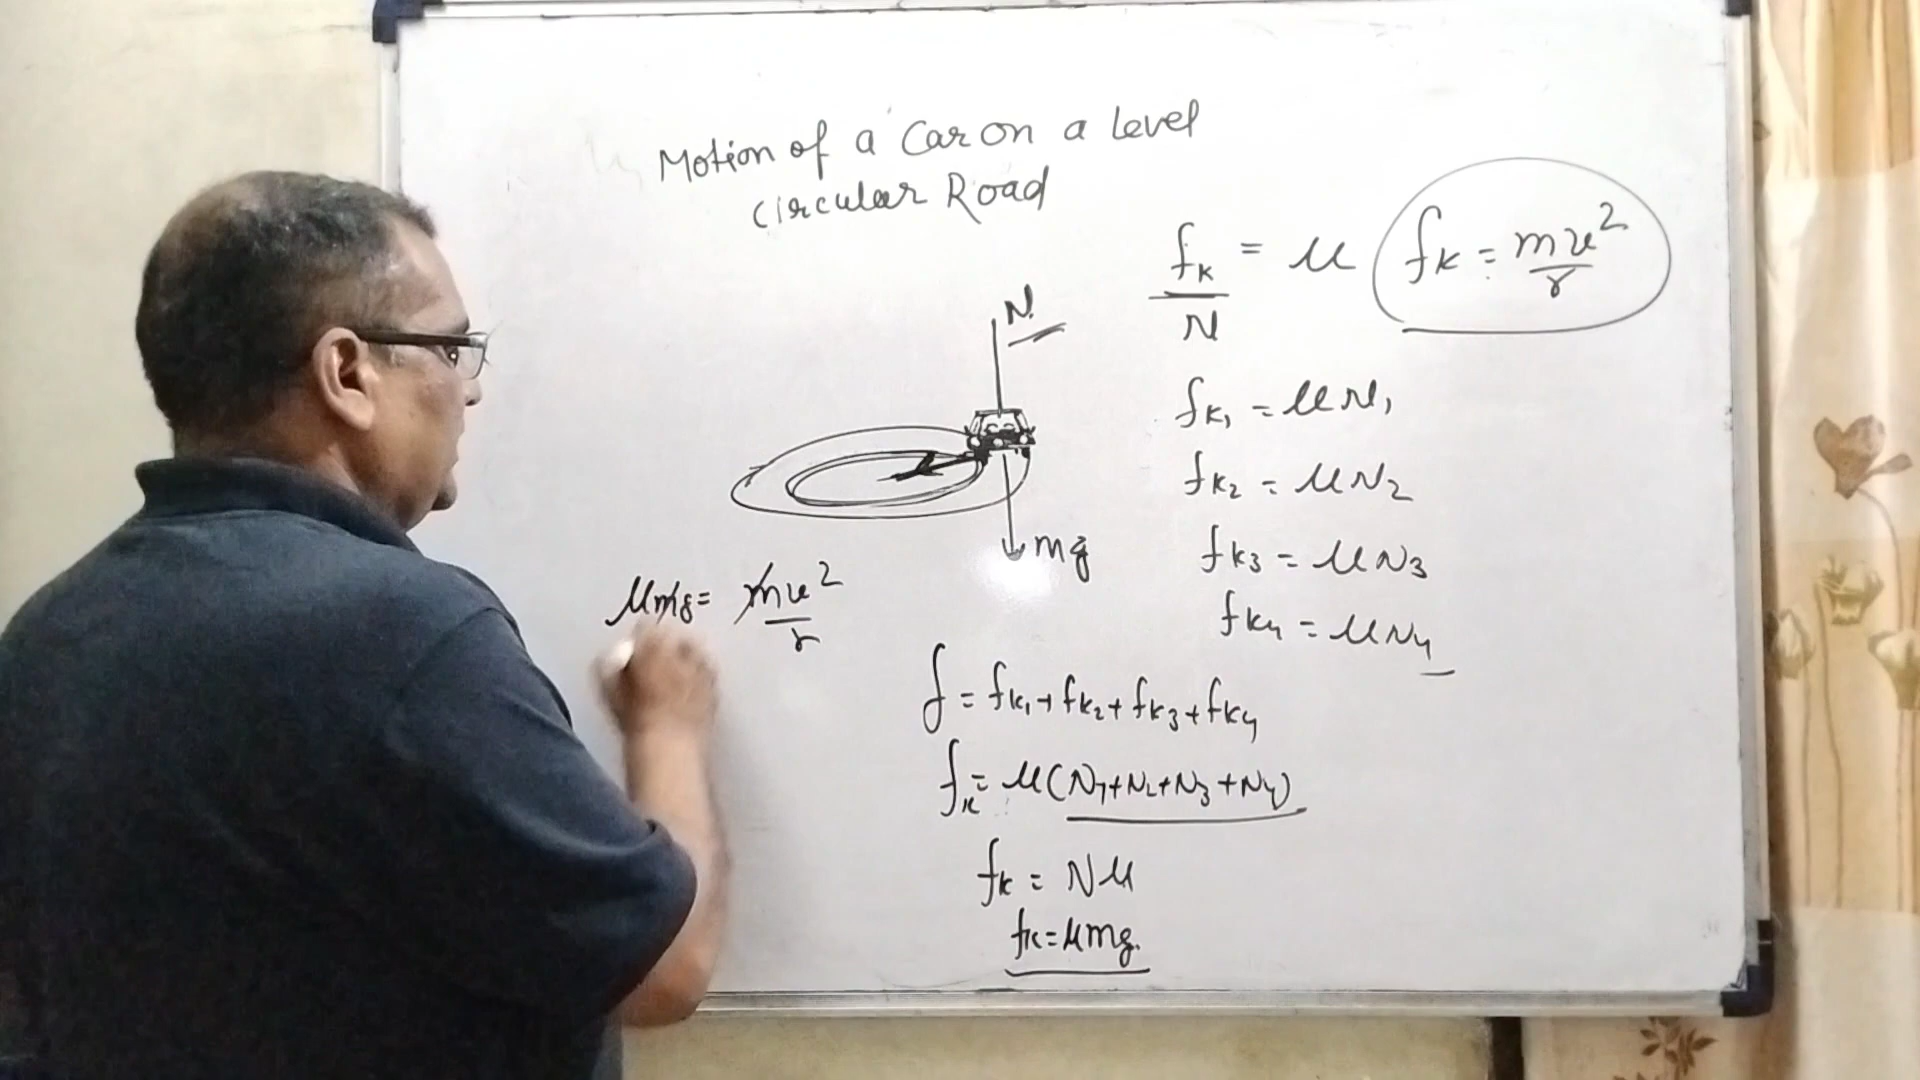 Motion of a Car on a Level
Circular Road
fk/N = μ
fk = mv²/r
N
mg
fk₁ = μN₁
fk₂ = μN₂
fk₃ = μN₃
fk₄ = μN₄
μmg = mv²/r
f = fk₁ + fk₂ + fk₃ + fk₄
fk = μ(N₁+N₂+N₃+N₄)
fk = Nμ
fk = μmg.